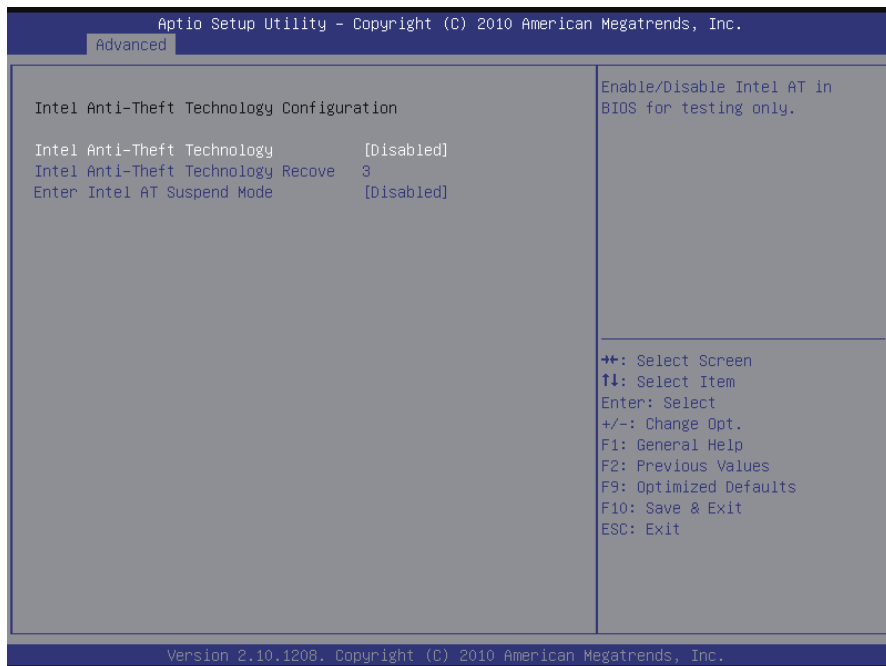 Aptio Setup Utility – Copyright (C) 2010 American Megatrends, Inc.
Advanced
Intel Anti-Theft Technology Configuration
Intel Anti-Theft Technology [Disabled]
Intel Anti-Theft Technology Recove 3
Enter Intel AT Suspend Mode [Disabled]
Enable/Disable Intel AT in
BIOS for testing only.
→←: Select Screen
↑↓: Select Item
Enter: Select
+/-: Change Opt.
F1: General Help
F2: Previous Values
F9: Optimized Defaults
F10: Save & Exit
ESC: Exit
Version 2.10.1208. Copyright (C) 2010 American Megatrends, Inc.